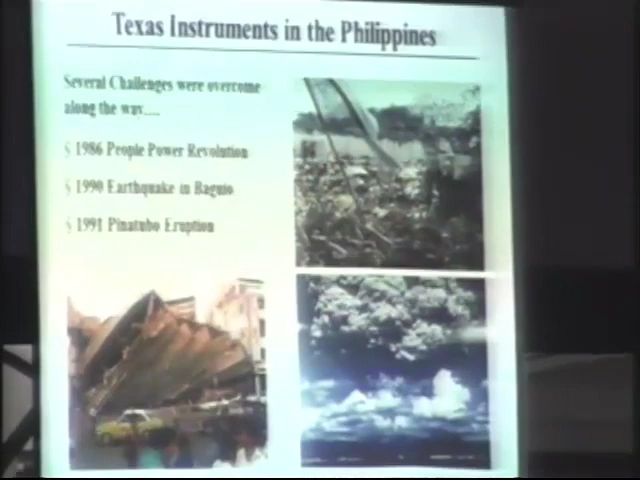 Texas Instruments in the Philippines
Several Challenges were overcome
along the way....
§ 1986 People Power Revolution
§ 1990 Earthquake in Baguio
§ 1991 Pinatubo Eruption